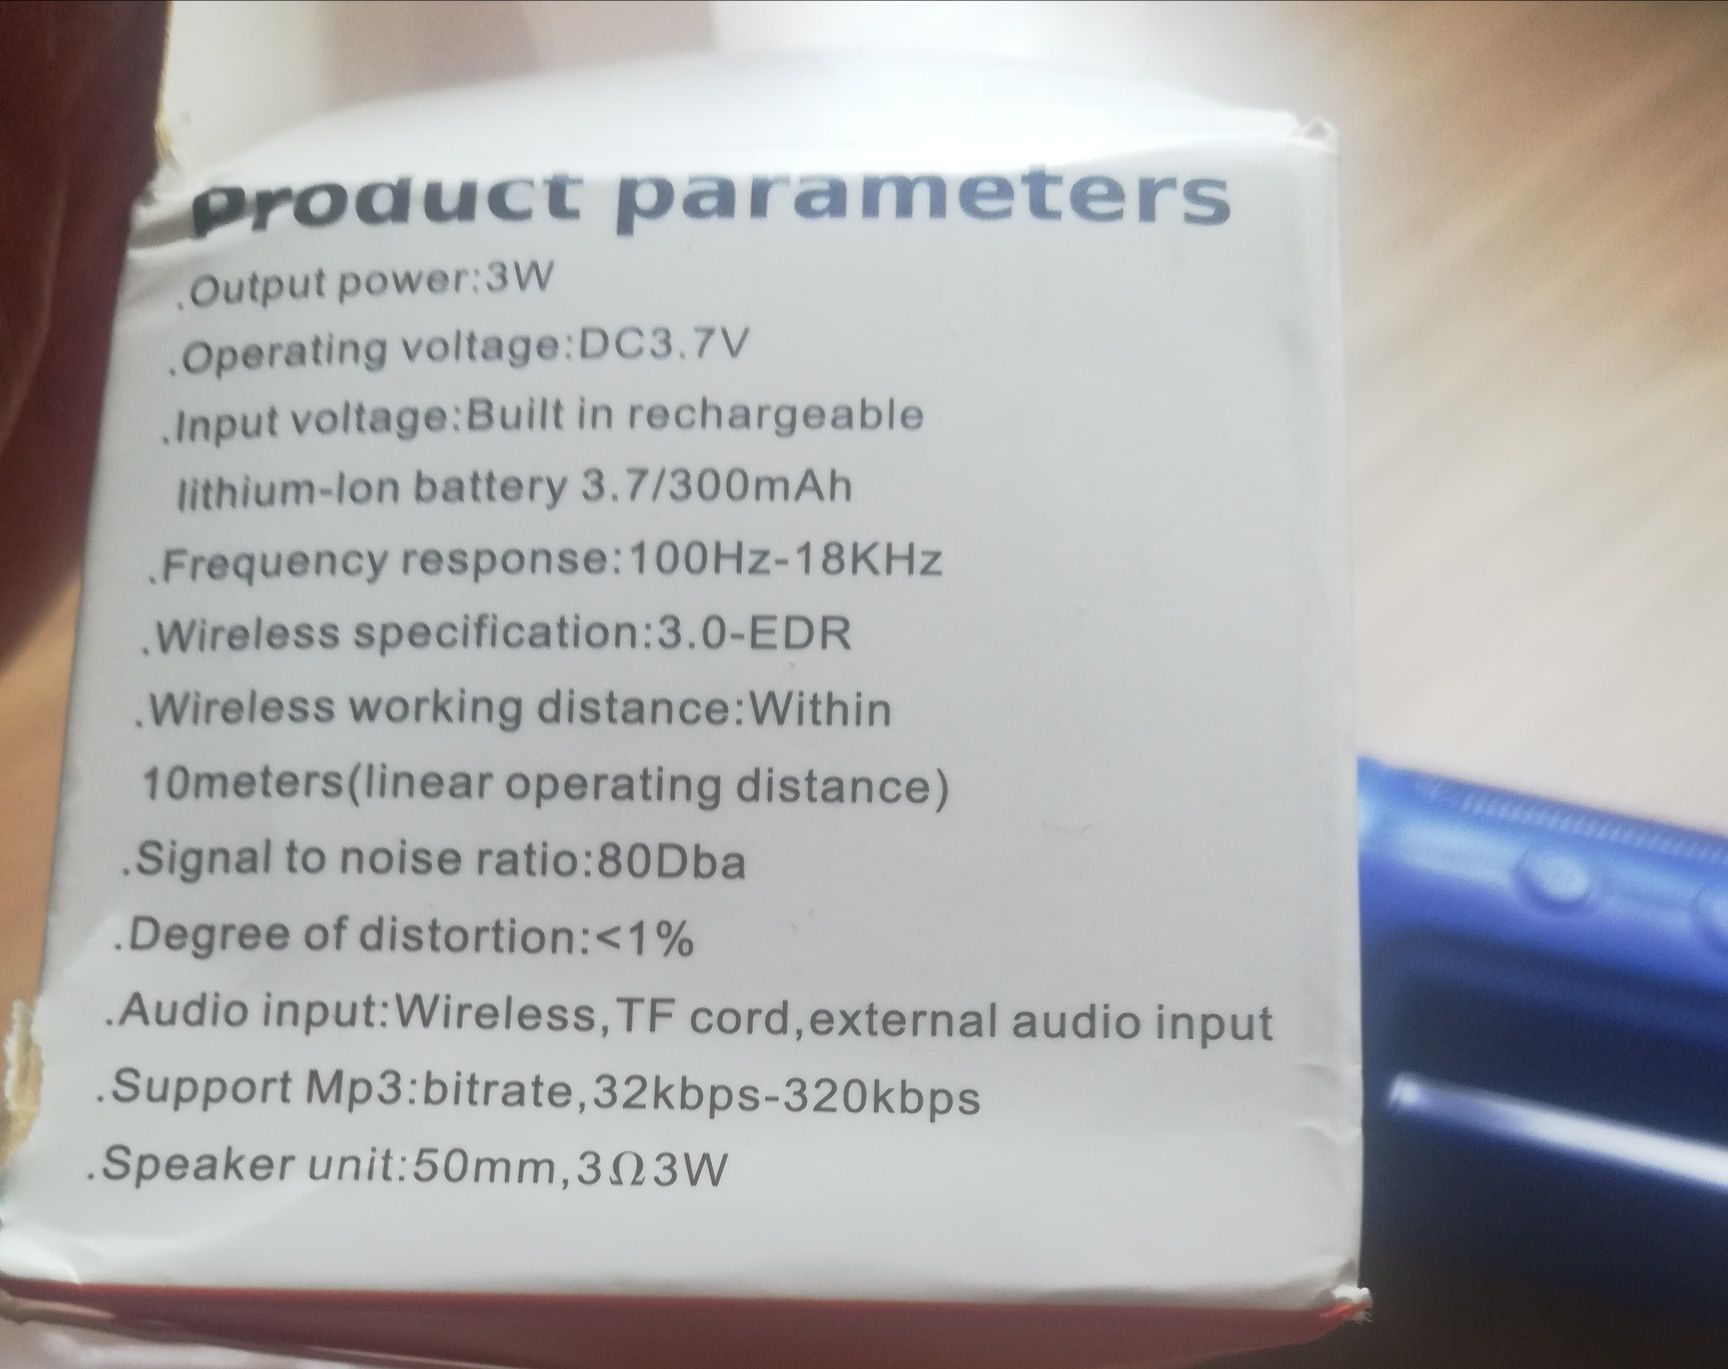 Product parameters
.Output power:3W
.Operating voltage:DC3.7V
.Input voltage:Built in rechargeable
lithium-Ion battery 3.7/300mAh
.Frequency response:100Hz-18KHz
.Wireless specification:3.0-EDR
.Wireless working distance:Within
10meters(linear operating distance)
.Signal to noise ratio:80Dba
.Degree of distortion:<1%
.Audio input:Wireless,TF cord,external audio input
.Support Mp3:bitrate,32kbps-320kbps
.Speaker unit:50mm,3Ω3W